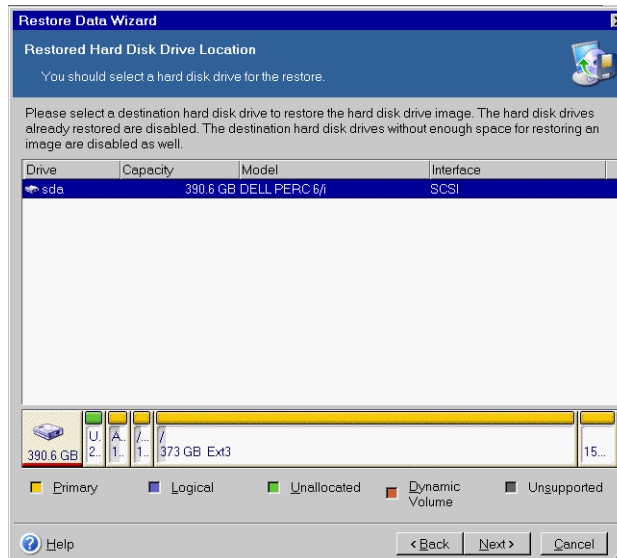 Restore Data Wizard
Restored Hard Disk Drive Location
You should select a hard disk drive for the restore.
Please select a destination hard disk drive to restore the hard disk drive image. The hard disk drives
already restored are disabled. The destination hard disk drives without enough space for restoring an
image are disabled as well.
Drive Capacity Model Interface
sda 390.6 GB DELL PERC 6/i SCSI
U. A.. /... /
390.6 GB 2.. 1.. 1.. 373 GB Ext3 15...
Primary Logical Unallocated Dynamic Volume Unsupported
Help < Back Next > Cancel